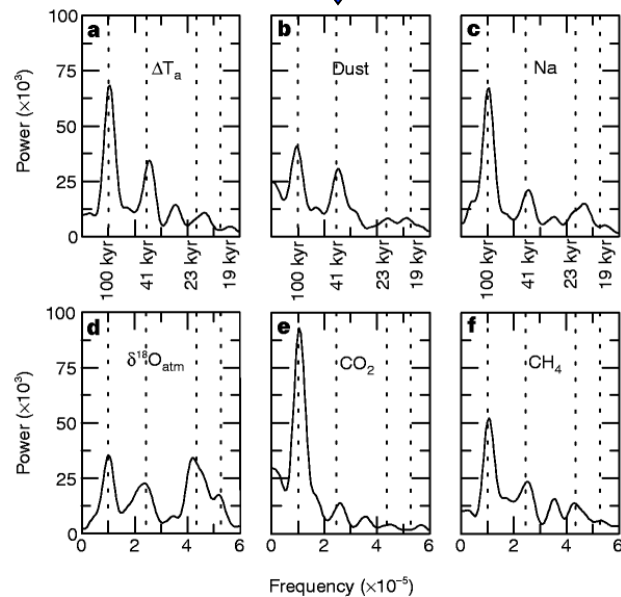 100
75
50
25
0
Power (×10³)
a
ΔTₐ
b
Dust
c
Na
100 kyr
41 kyr
23 kyr
19 kyr
100 kyr
41 kyr
23 kyr
19 kyr
100 kyr
41 kyr
23 kyr
19 kyr
100
75
50
25
0
Power (×10³)
d
δ¹⁸Oatm
e
CO₂
f
CH₄
0 2 4 6
0 2 4 6
0 2 4 6
Frequency (×10⁻⁵)